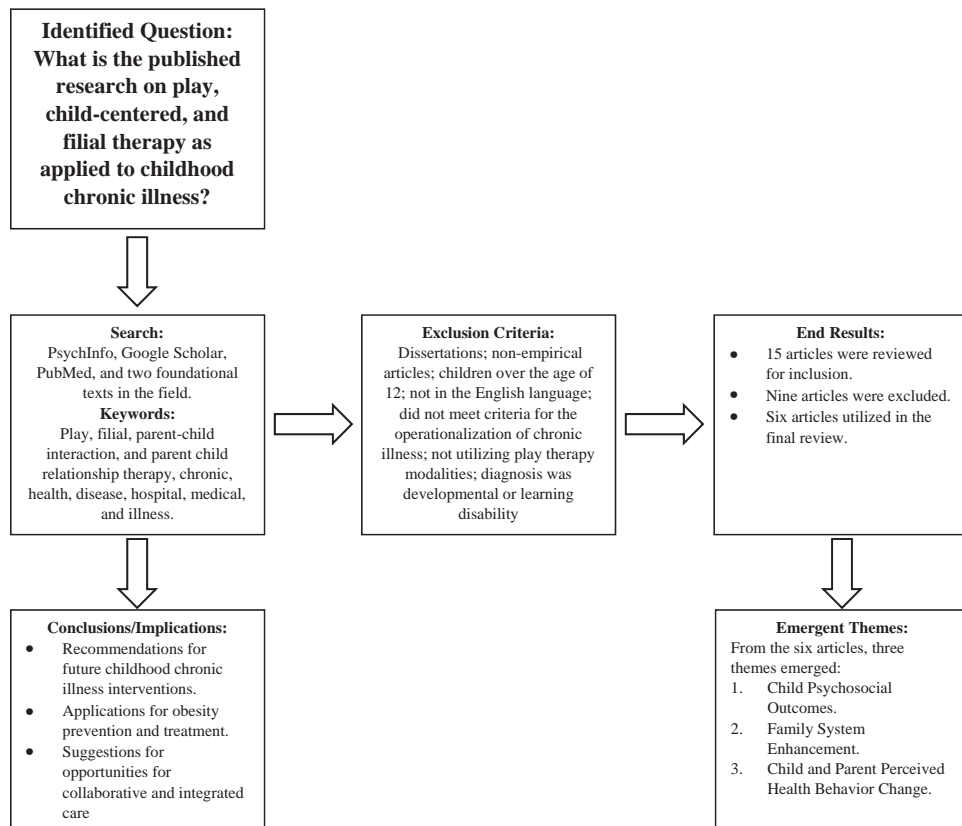 Identified Question:
What is the published
research on play,
child-centered, and
filial therapy as
applied to childhood
chronic illness?
Search:
PsychInfo, Google Scholar,
PubMed, and two foundational
texts in the field.
Keywords:
Play, filial, parent-child
interaction, and parent child
relationship therapy, chronic,
health, disease, hospital, medical,
and illness.
Exclusion Criteria:
Dissertations; non-empirical
articles; children over the age of
12; not in the English language;
did not meet criteria for the
operationalization of chronic
illness; not utilizing play therapy
modalities; diagnosis was
developmental or learning
disability
End Results:
● 15 articles were reviewed
for inclusion.
● Nine articles were excluded.
● Six articles utilized in the
final review.
Conclusions/Implications:
● Recommendations for
future childhood chronic
illness interventions.
● Applications for obesity
prevention and treatment.
● Suggestions for
opportunities for
collaborative and integrated
care
Emergent Themes:
From the six articles, three
themes emerged:
1. Child Psychosocial
Outcomes.
2. Family System
Enhancement.
3. Child and Parent Perceived
Health Behavior Change.